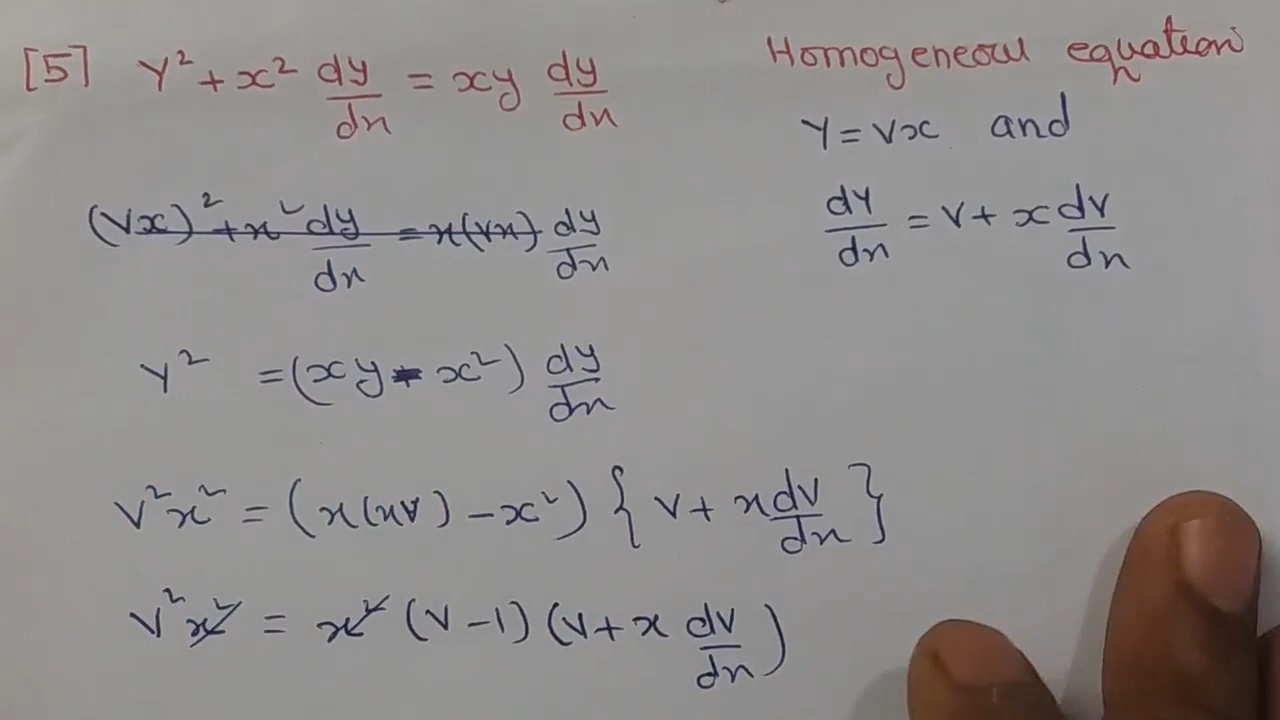 [5] Y² + x² dy/dx = xy dy/dx
Homogeneous equation
Y = Vx and
dy/dx = V + x dv/dx
(Vx)² + x² dy/dx = x(Vx) dy/dx
Y² = (xy - x²) dy/dx
V²x² = (x(xV) - x²) { V + x dv/dx }
V²x² = x² (V - 1) (V + x dv/dx)